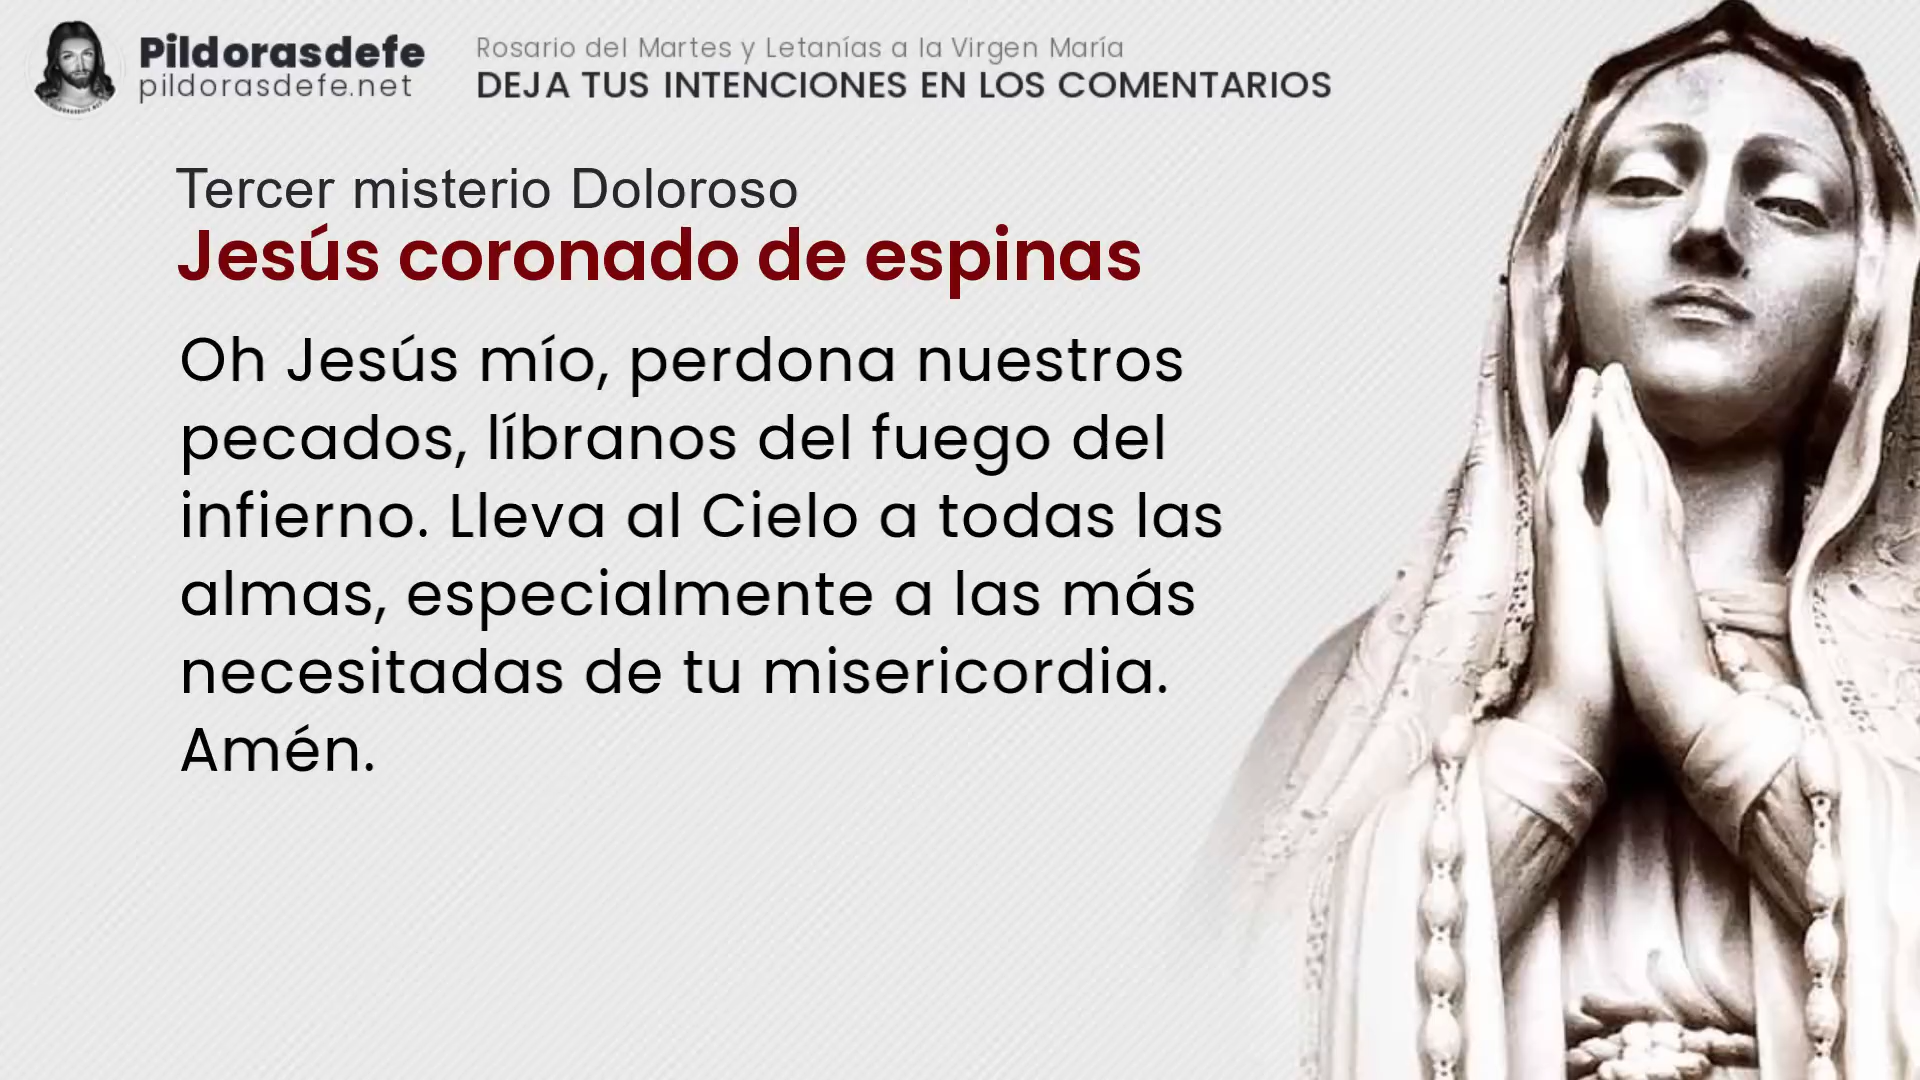 Pildorasdefe
pildorasdefe.net
Rosario del Martes y Letanías a la Virgen María
DEJA TUS INTENCIONES EN LOS COMENTARIOS
Tercer misterio Doloroso
Jesús coronado de espinas
Oh Jesús mío, perdona nuestros
pecados, líbranos del fuego del
infierno. Lleva al Cielo a todas las
almas, especialmente a las más
necesitadas de tu misericordia.
Amén.